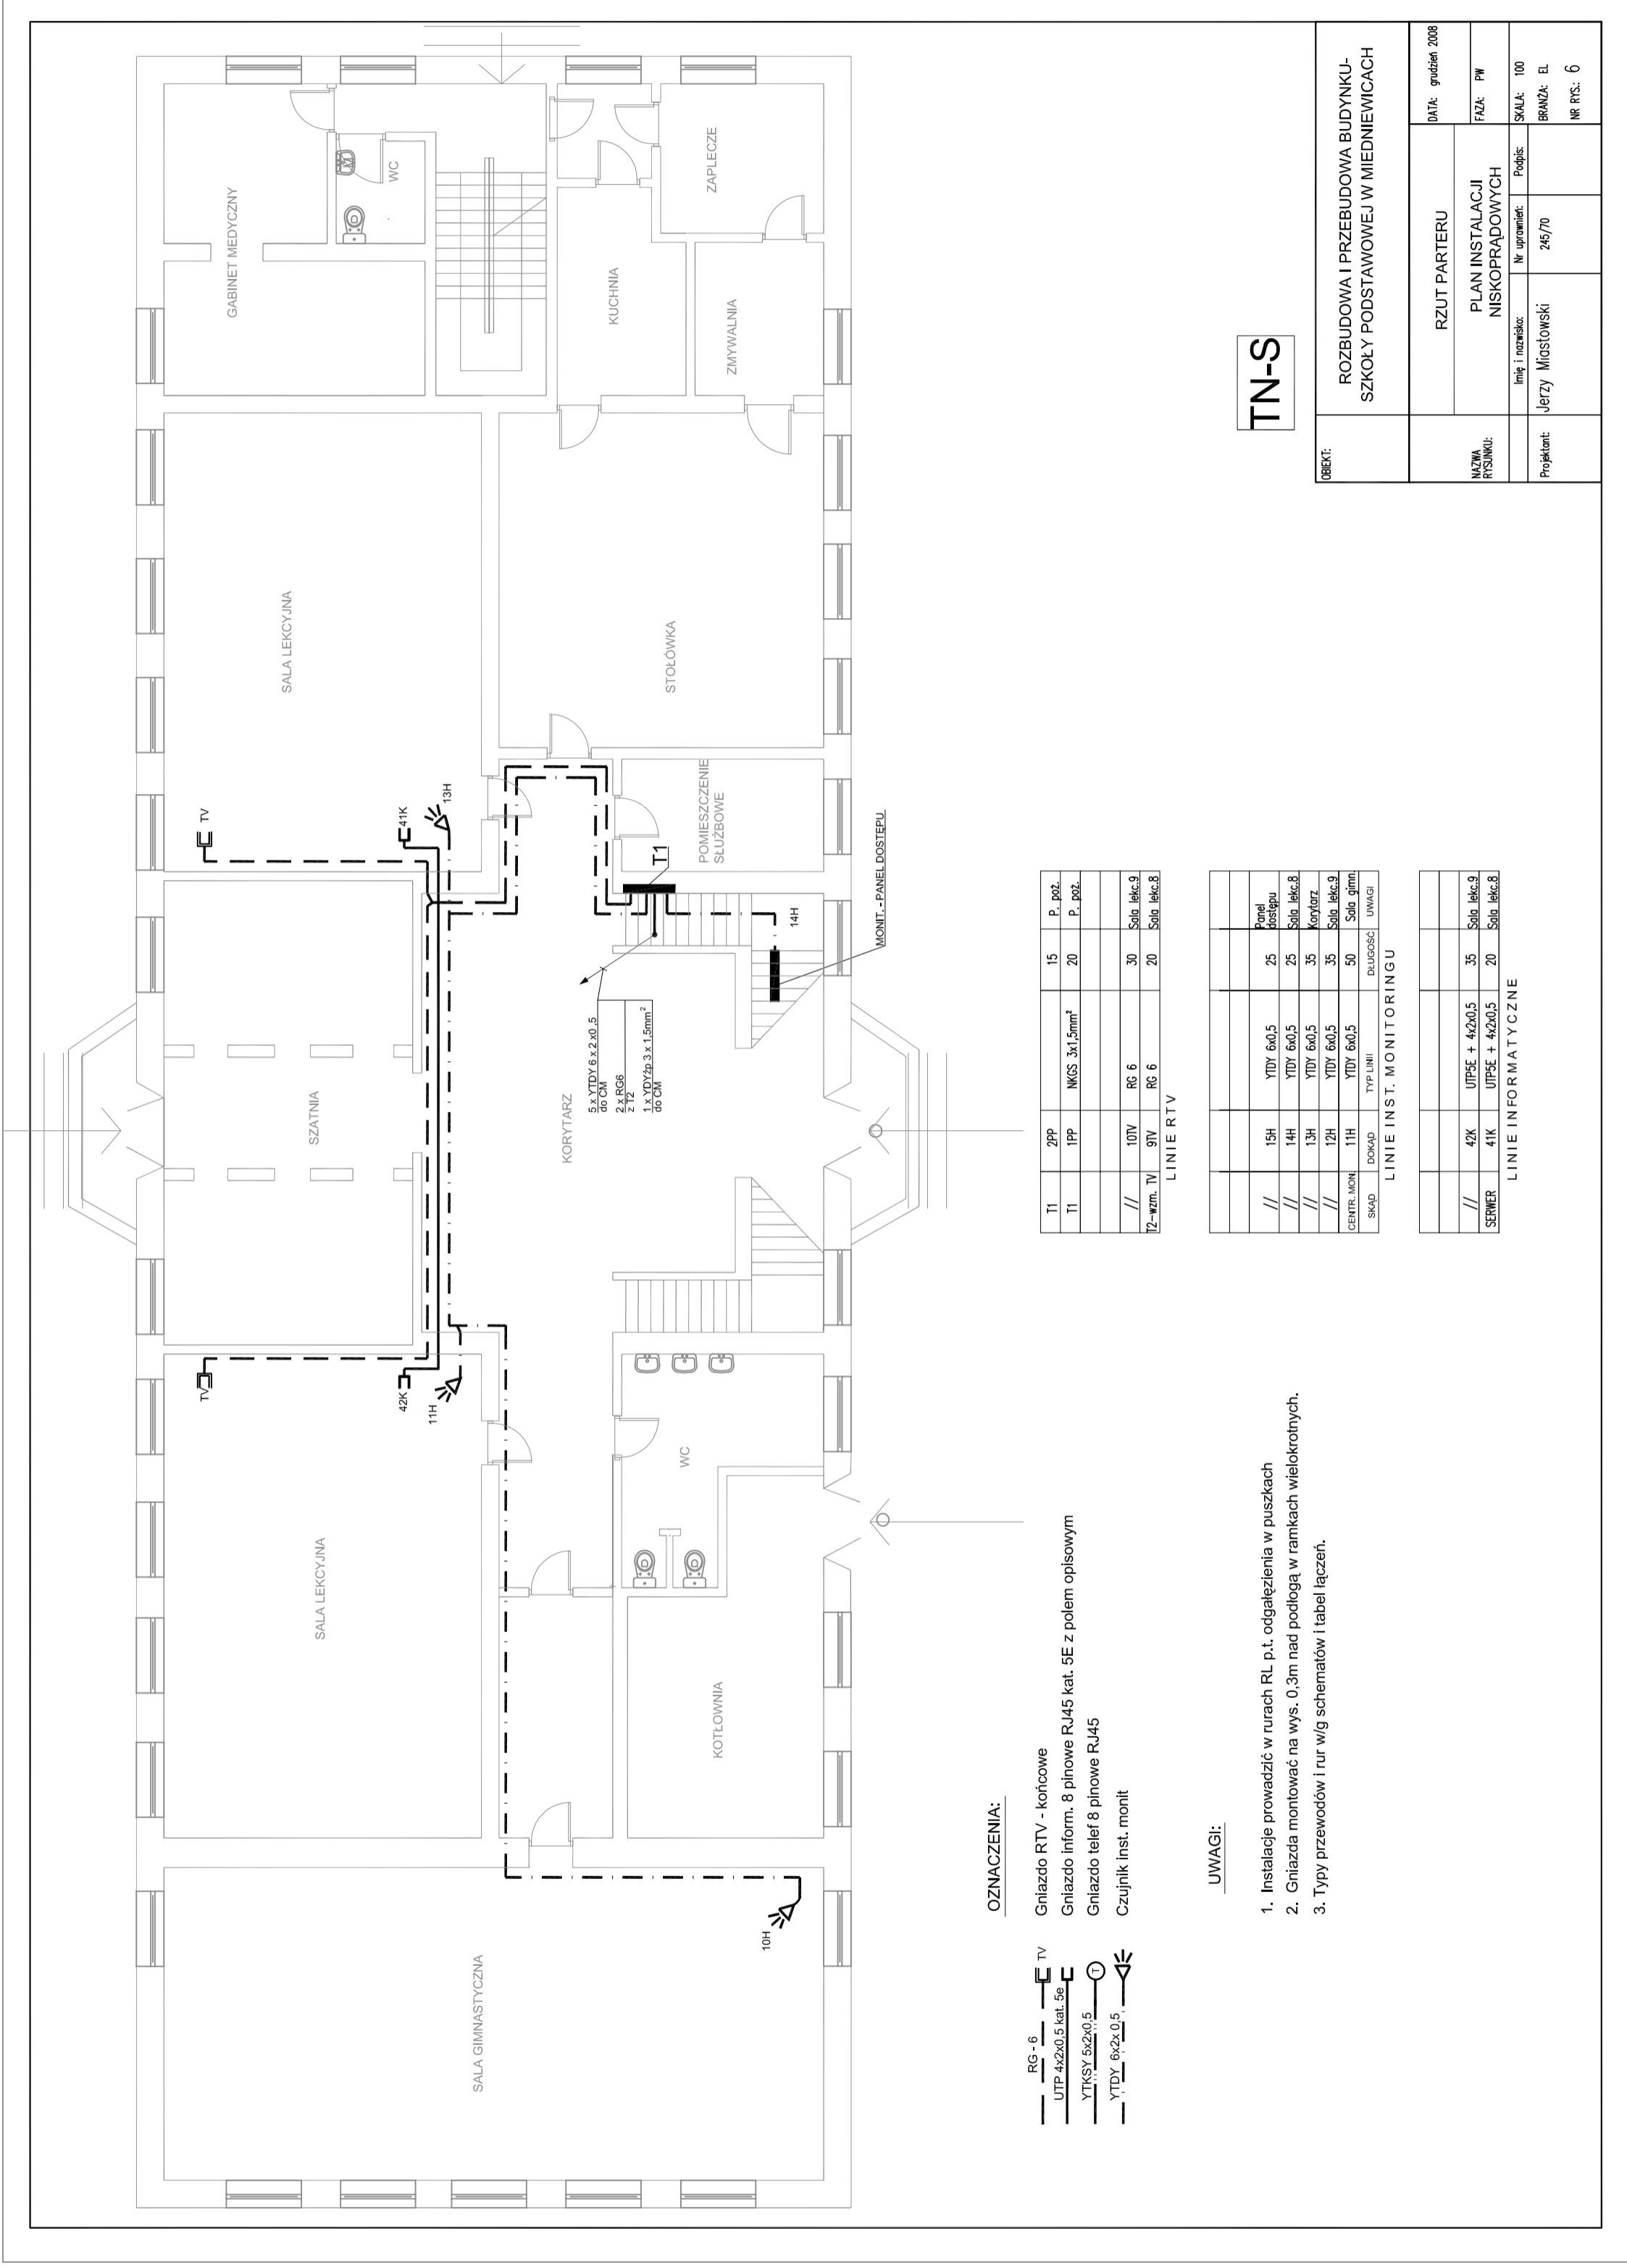 SALA GIMNASTYCZNA
10H
SALA LEKCYJNA
TV
42K
11H
KOTŁOWNIA
WC
SZATNIA
KORYTARZ
5 x YTDY 6 x 2 x0 ,5
do CM
2 x RG6
z T2
1 x YDYżp 3 x 1,5mm²
do CM
T1
14H
MONIT. - PANEL DOSTĘPU
TV
41K
13H
SALA LEKCYJNA
POMIESZCZENIE
SŁUŻBOWE
STOŁÓWKA
GABINET MEDYCZNY
WC
KUCHNIA
ZMYWALNIA
ZAPLECZE
OZNACZENIA:
RG - 6 TV Gniazdo RTV - końcowe
UTP 4x2x0,5 kat. 5e Gniazdo inform. 8 pinowe RJ45 kat. 5E z polem opisowym
YTKSY 5x2x0,5 T Gniazdo telef 8 pinowe RJ45
YTDY 6x2x 0,5 Czujnik inst. monit
UWAGI:
1. Instalacje prowadzić w rurach RL p.t. odgałęzienia w puszkach
2. Gniazda montować na wys. 0,3m nad podłogą w ramkach wielokrotnych.
3. Typy przewodów i rur w/g schematów i tabel łączeń.
T1 2PP 15 P. poż.
T1 1PP NKGS 3x1,5mm² 20 P. poż.
// 10TV RG 6 30 Sala lekc.9
T2-wzm. TV 9TV RG 6 20 Sala lekc.8
LINIE RTV
// 15H YTDY 6x0,5 25 Panel dostępu
// 14H YTDY 6x0,5 25 Sala lekc.8
// 13H YTDY 6x0,5 35 Korytarz
// 12H YTDY 6x0,5 35 Sala lekc.9
CENTR. MON. 11H YTDY 6x0,5 50 Sala gimn.
SKĄD DOKĄD TYP LINII DŁUGOŚĆ UWAGI
LINIE INST. MONITORINGU
// 42K UTP5E + 4x2x0,5 35 Sala lekc.9
SERWER 41K UTP5E + 4x2x0,5 20 Sala lekc.8
LINIE INFORMATYCZNE
TN-S
OBIEKT:
ROZBUDOWA I PRZEBUDOWA BUDYNKU-
SZKOŁY PODSTAWOWEJ W MIEDNIEWICACH
RZUT PARTERU
DATA: grudzień 2008
NAZWA
RYSUNKU:
PLAN INSTALACJI
NISKOPRĄDOWYCH
FAZA: PW
Imię i nazwisko: Nr uprawnień: Podpis: SKALA: 100
Projektant: Jerzy Miastowski 245/70 BRANŻA: EL
NR RYS.: 6